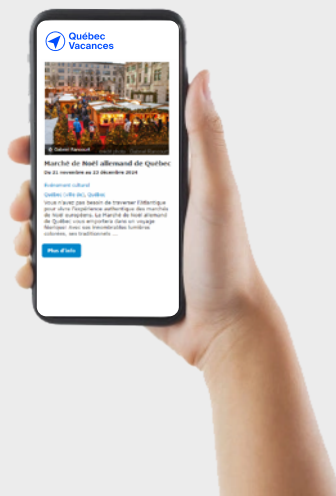 Québec
Vacances
© Gabriel Rancourt
Marché de Noël allemand de Québec
Du 21 novembre au 23 décembre 2024
Événement culturel
Québec (ville de), Québec
Vous n'avez pas besoin de traverser l'Atlantique
pour vivre l'expérience authentique des marchés
de Noël européens. Le Marché de Noël allemand
de Québec vous emportera dans un voyage
féerique! Avec ses innombrables lumières
colorées, ses traditionnels ...
Plus d'info